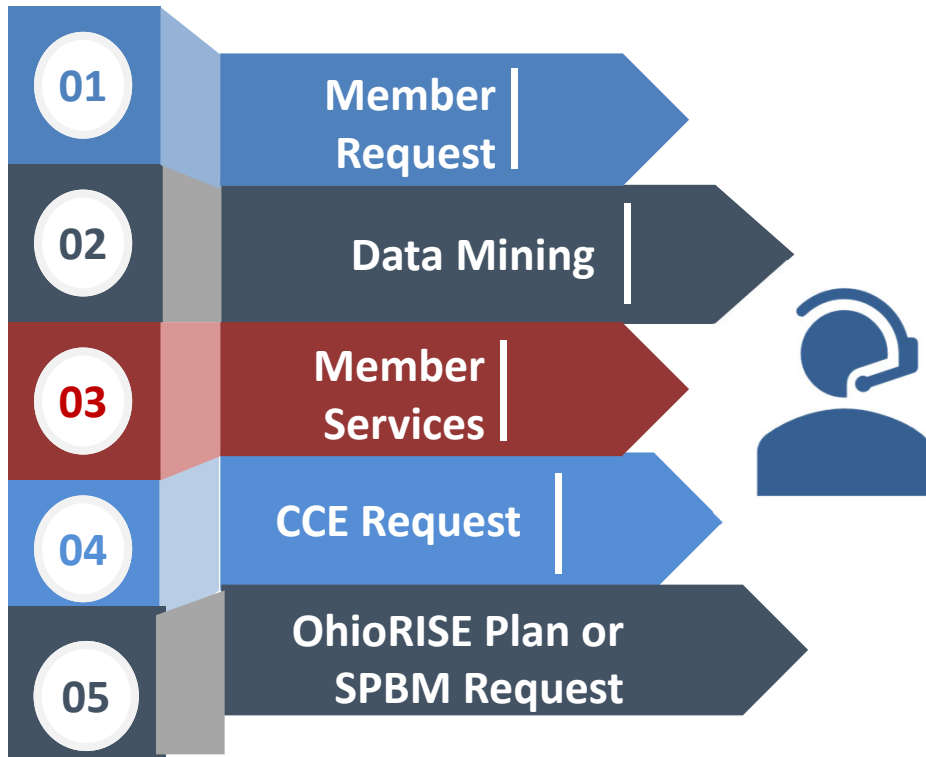 01
Member
Request
02
Data Mining
03
Member
Services
04
CCE Request
05
OhioRISE Plan or
SPBM Request